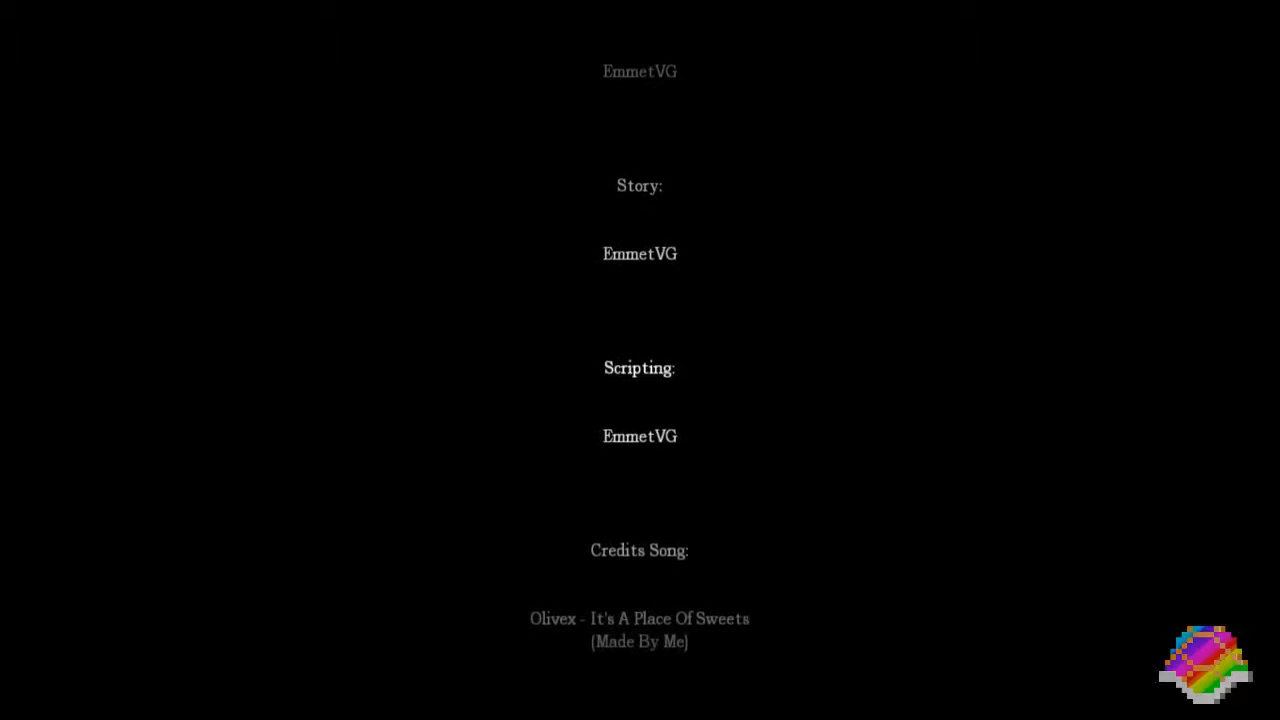 EmmetVG
Story:
EmmetVG
Scripting:
EmmetVG
Credits Song:
Olivex - It's A Place Of Sweets
(Made By Me)